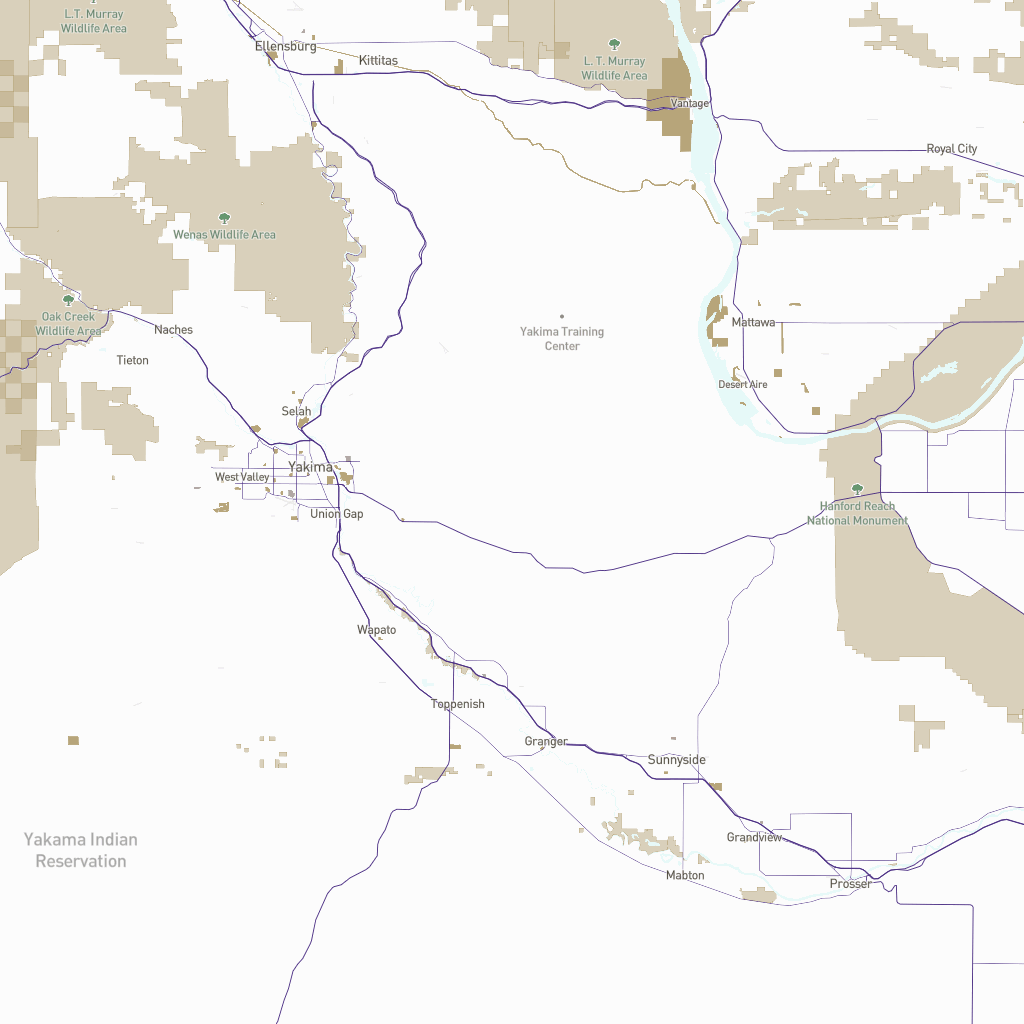 L.T. Murray
Wildlife Area
Ellensburg
Kittitas
L. T. Murray
Wildlife Area
Vantage
Royal City
Wenas Wildlife Area
Oak Creek
Wildlife Area
Naches
Tieton
Yakima Training
Center
Mattawa
Desert Aire
Selah
Yakima
West Valley
Union Gap
Hanford Reach
National Monument
Wapato
Toppenish
Granger
Sunnyside
Yakama Indian
Reservation
Grandview
Mabton
Prosser